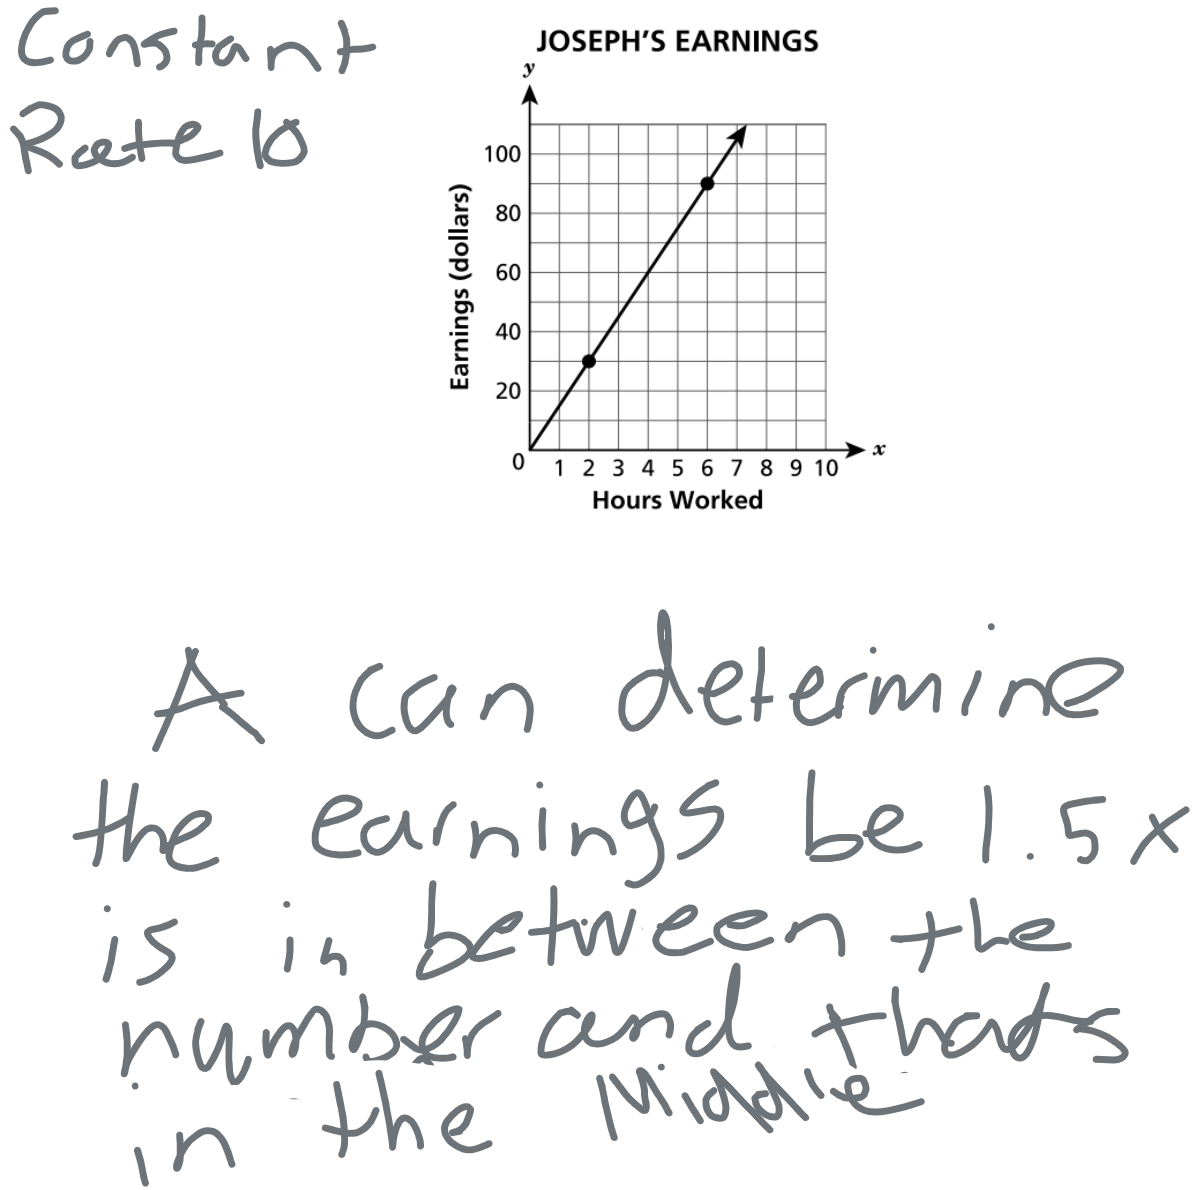 Constant
Rate 10
JOSEPH'S EARNINGS
y
100
80
60
40
20
0
Earnings (dollars)
1 2 3 4 5 6 7 8 9 10
x
Hours Worked
A can determine
the earnings be 1.5x
is in between the
number and thats
in the Middle